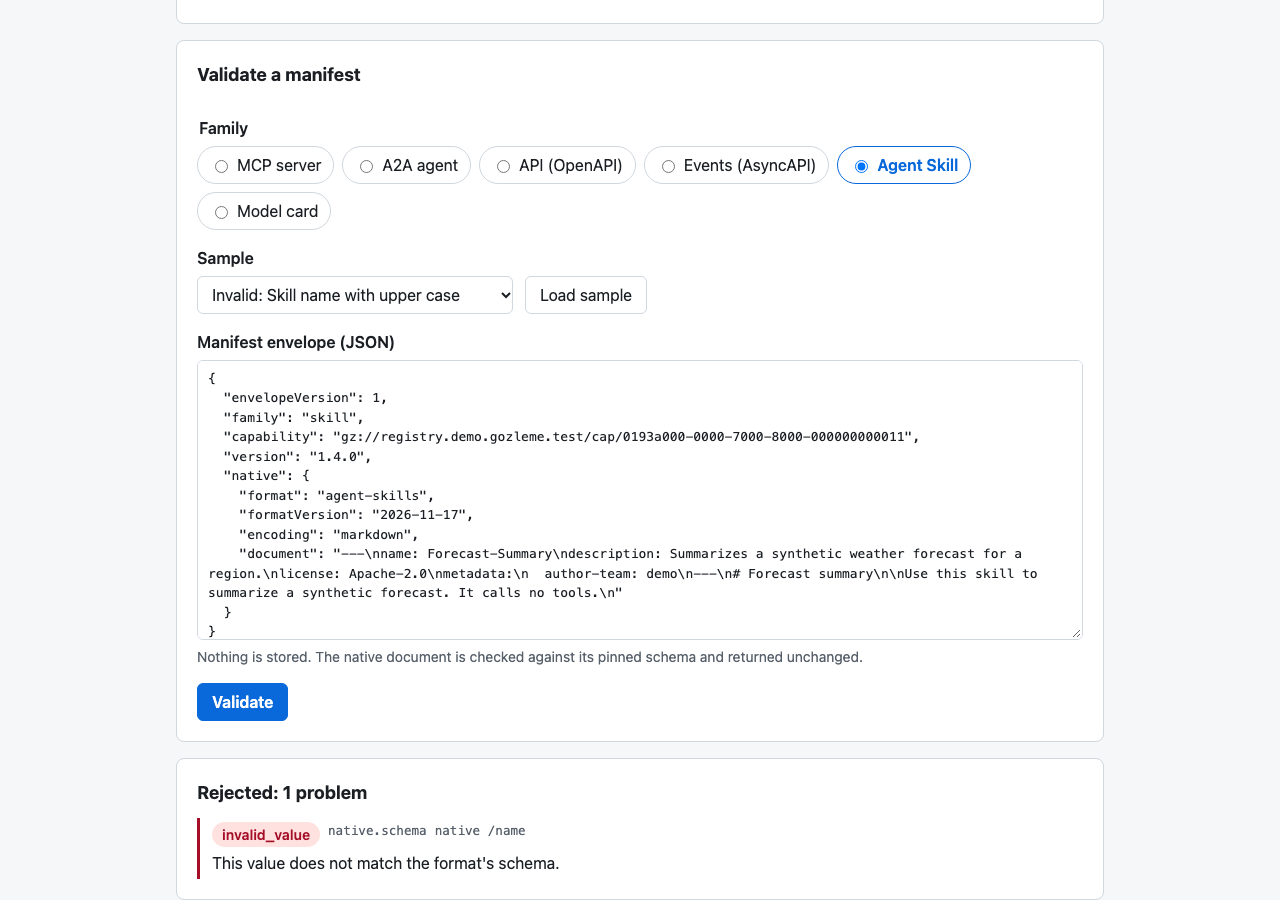 Validate a manifest
Family
MCP server
A2A agent
API (OpenAPI)
Events (AsyncAPI)
Agent Skill
Model card
Sample
Invalid: Skill name with upper case
Load sample
Manifest envelope (JSON)
{
  "envelopeVersion": 1,
  "family": "skill",
  "capability": "gz://registry.demo.gozleme.test/cap/0193a000-0000-7000-8000-000000000011",
  "version": "1.4.0",
  "native": {
    "format": "agent-skills",
    "formatVersion": "2026-11-17",
    "encoding": "markdown",
    "document": "---\nname: Forecast-Summary\ndescription: Summarizes a synthetic weather forecast for a
region.\nlicense: Apache-2.0\nmetadata:\n  author-team: demo\n---\n# Forecast summary\n\nUse this skill to
summarize a synthetic forecast. It calls no tools.\n"
  }
}
Nothing is stored. The native document is checked against its pinned schema and returned unchanged.
Validate
Rejected: 1 problem
invalid_value native.schema native /name
This value does not match the format's schema.